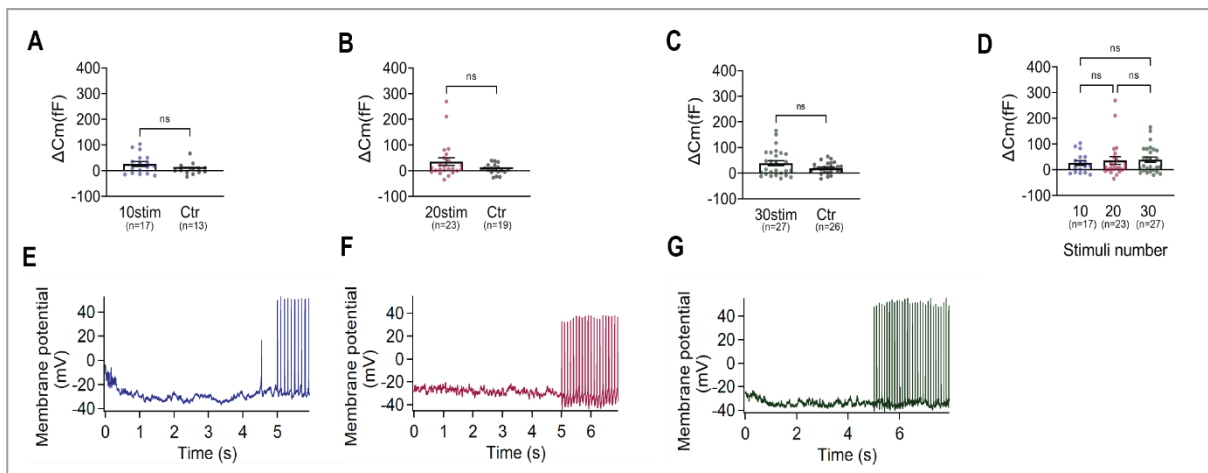 A
ΔCm(fF)
400
300
200
100
0
-100
ns
10stim Ctr
(n=17) (n=13)
B
ΔCm(fF)
400
300
200
100
0
-100
ns
20stim Ctr
(n=23) (n=19)
C
ΔCm(fF)
400
300
200
100
0
-100
ns
30stim Ctr
(n=27) (n=26)
D
ΔCm(fF)
400
300
200
100
0
-100
ns
ns ns
10 20 30
(n=17) (n=23) (n=27)
Stimuli number
E
Membrane potential
(mV)
40
20
0
-20
-40
0 1 2 3 4 5
Time (s)
F
Membrane potential
(mV)
40
20
0
-20
-40
0 1 2 3 4 5 6
Time (s)
G
Membrane potential
(mV)
40
20
0
-20
-40
0 2 4 6
Time (s)